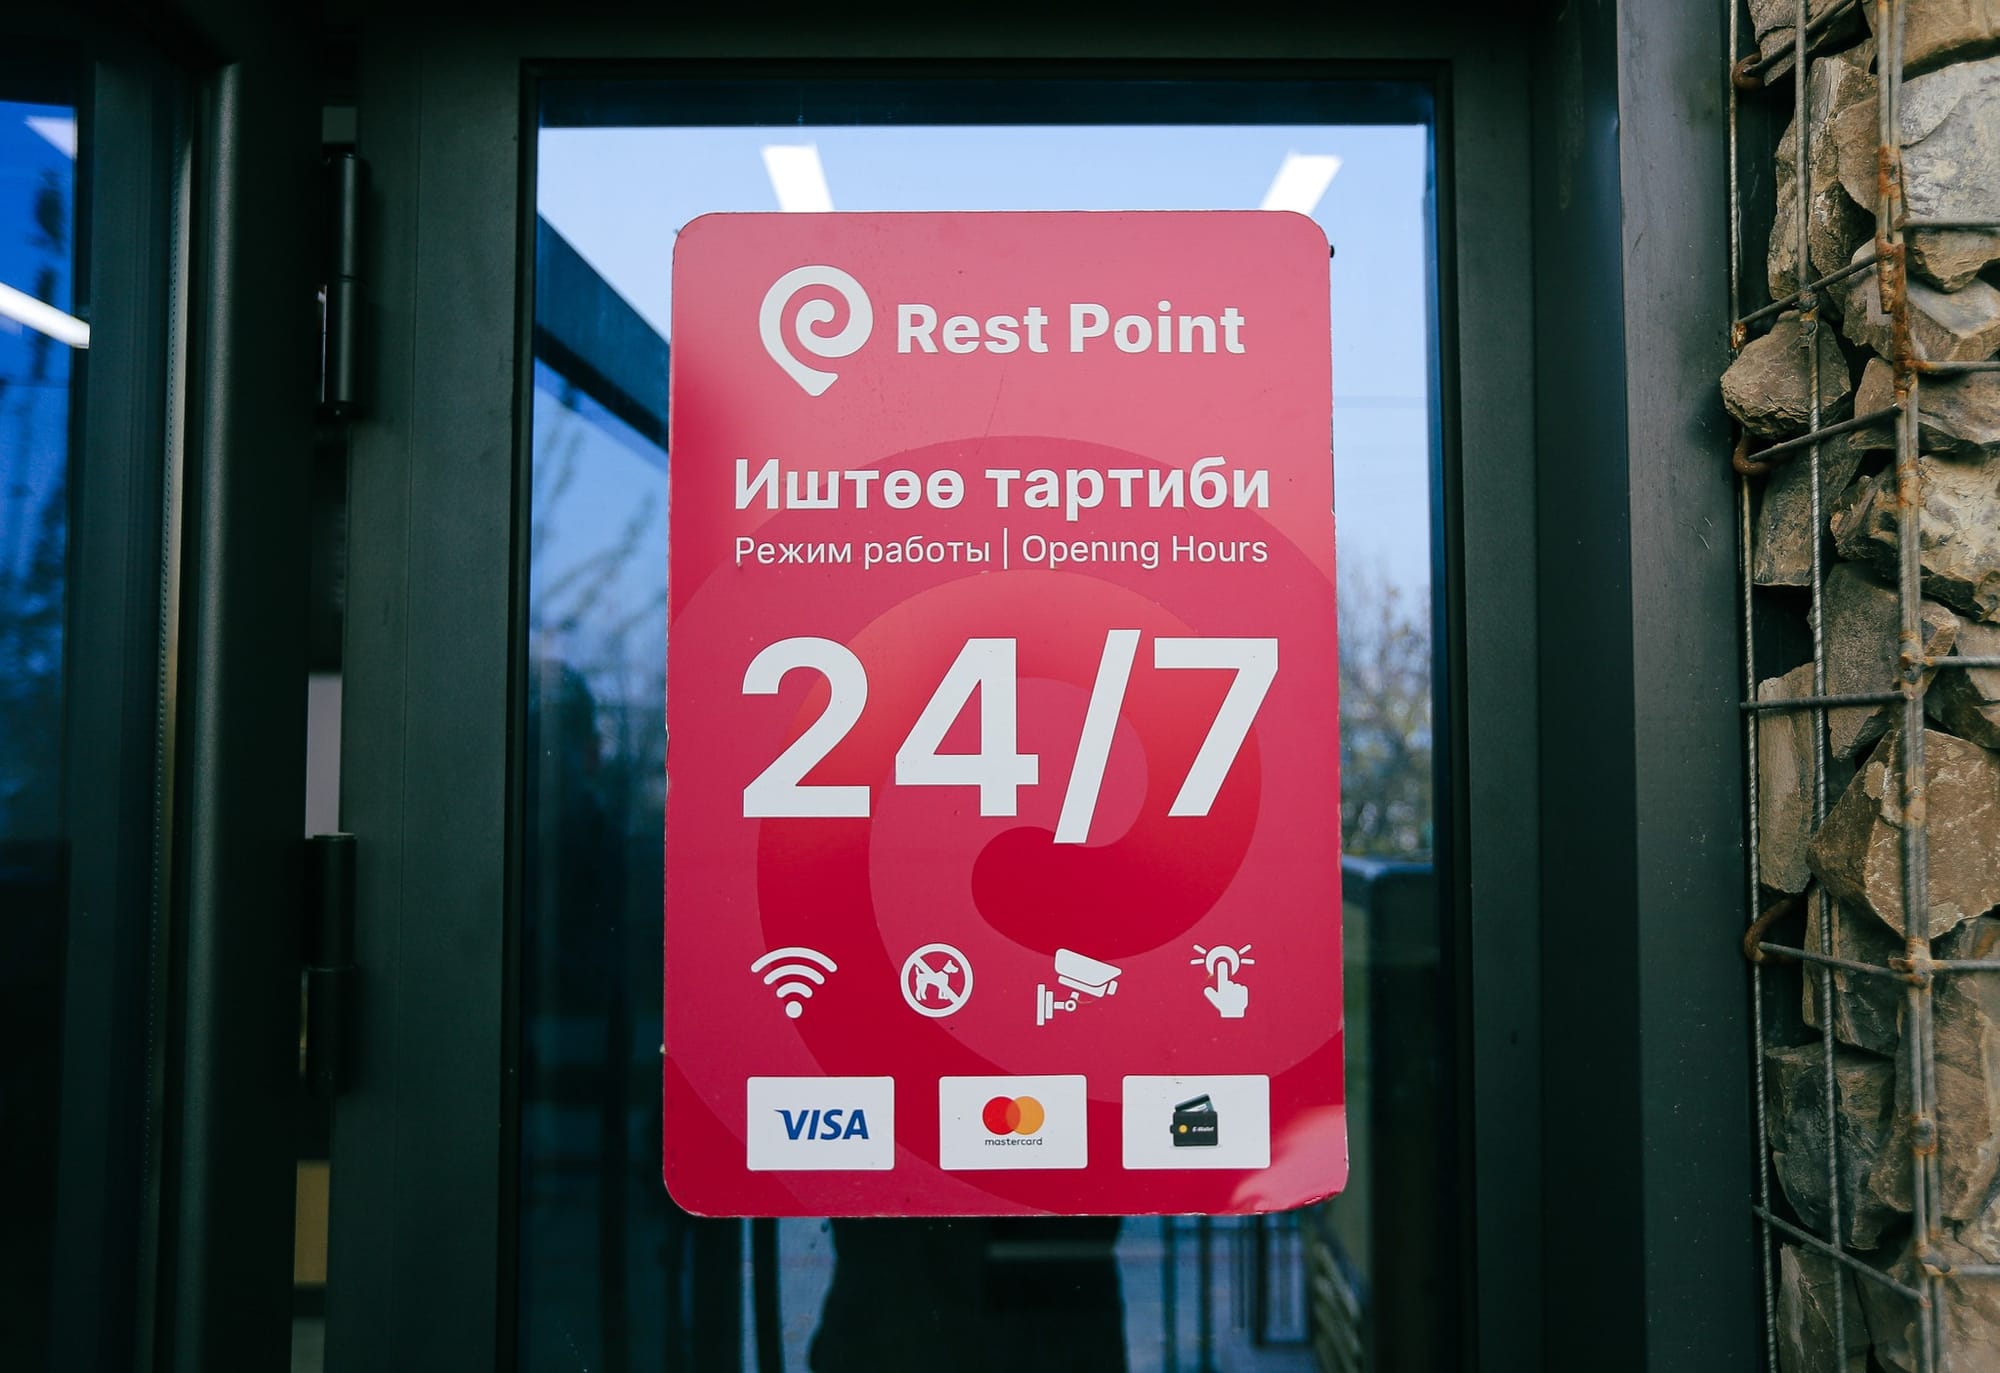 Rest Point
Иштөө тартиби
Режим работы | Opening Hours
24/7
VISA
mastercard